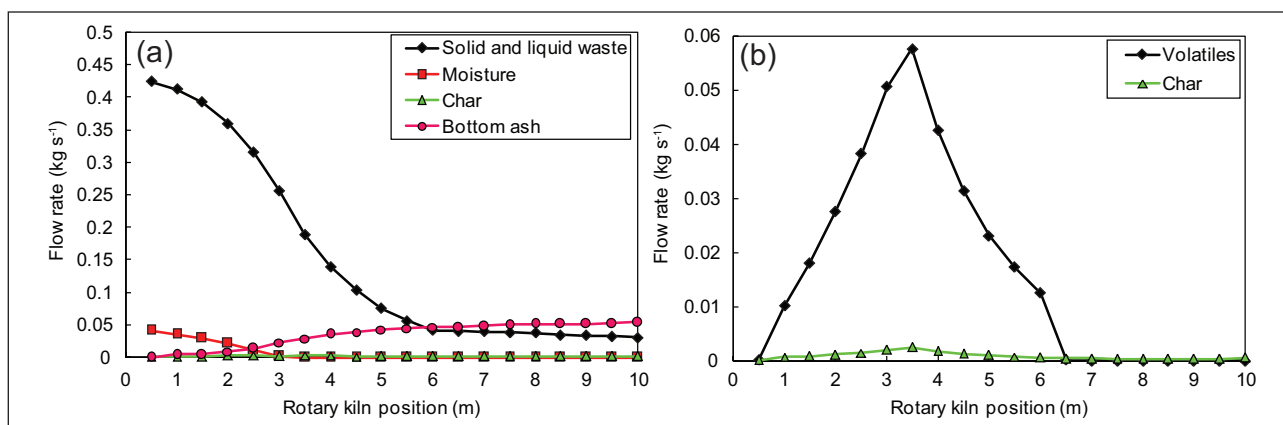 (a)
Solid and liquid waste
Moisture
Char
Bottom ash
0.5
0.45
0.4
0.35
0.3
0.25
0.2
0.15
0.1
0.05
0
Flow rate (kg s⁻¹)
0 1 2 3 4 5 6 7 8 9 10
Rotary kiln position (m)
(b)
Volatiles
Char
0.06
0.05
0.04
0.03
0.02
0.01
0
Flow rate (kg s⁻¹)
0 1 2 3 4 5 6 7 8 9 10
Rotary kiln position (m)